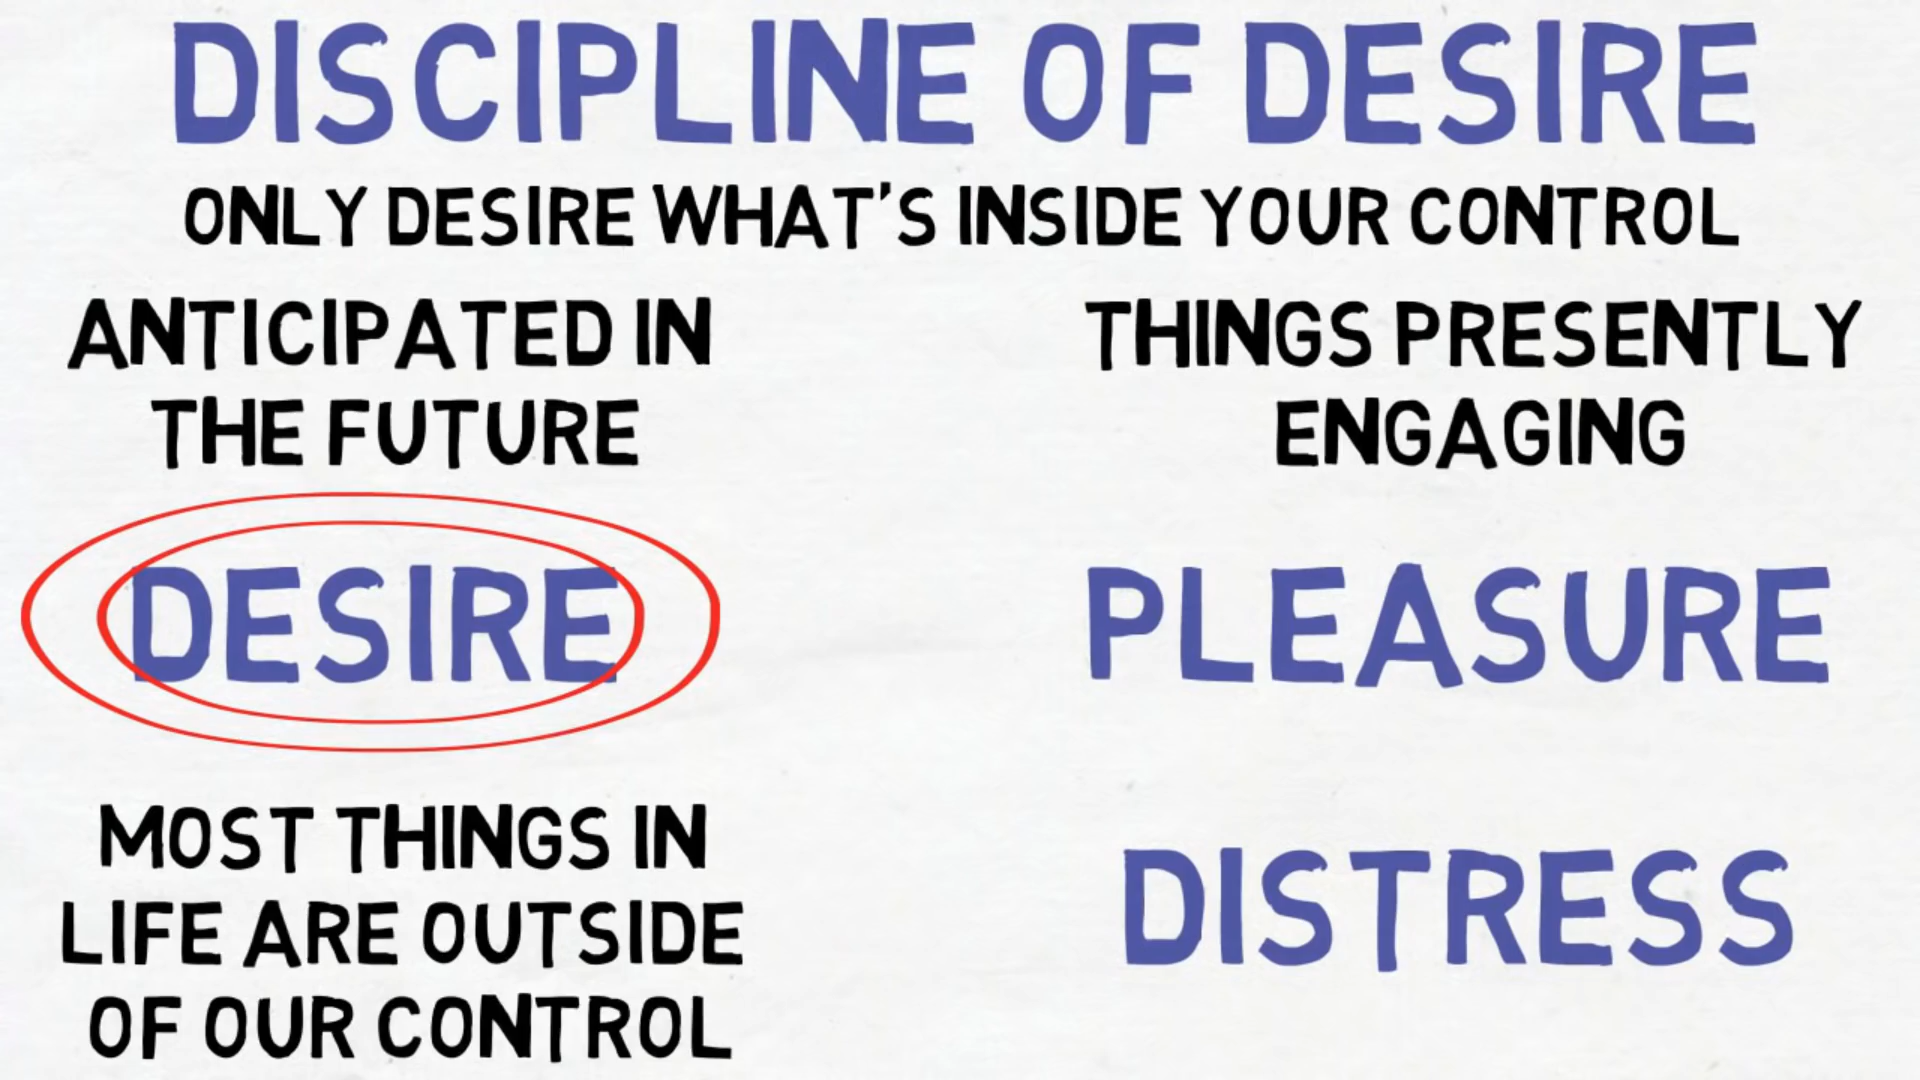 DISCIPLINE OF DESIRE
ONLY DESIRE WHAT'S INSIDE YOUR CONTROL
ANTICIPATED IN
THE FUTURE
DESIRE
MOST THINGS IN
LIFE ARE OUTSIDE
OF OUR CONTROL
THINGS PRESENTLY
ENGAGING
PLEASURE
DISTRESS